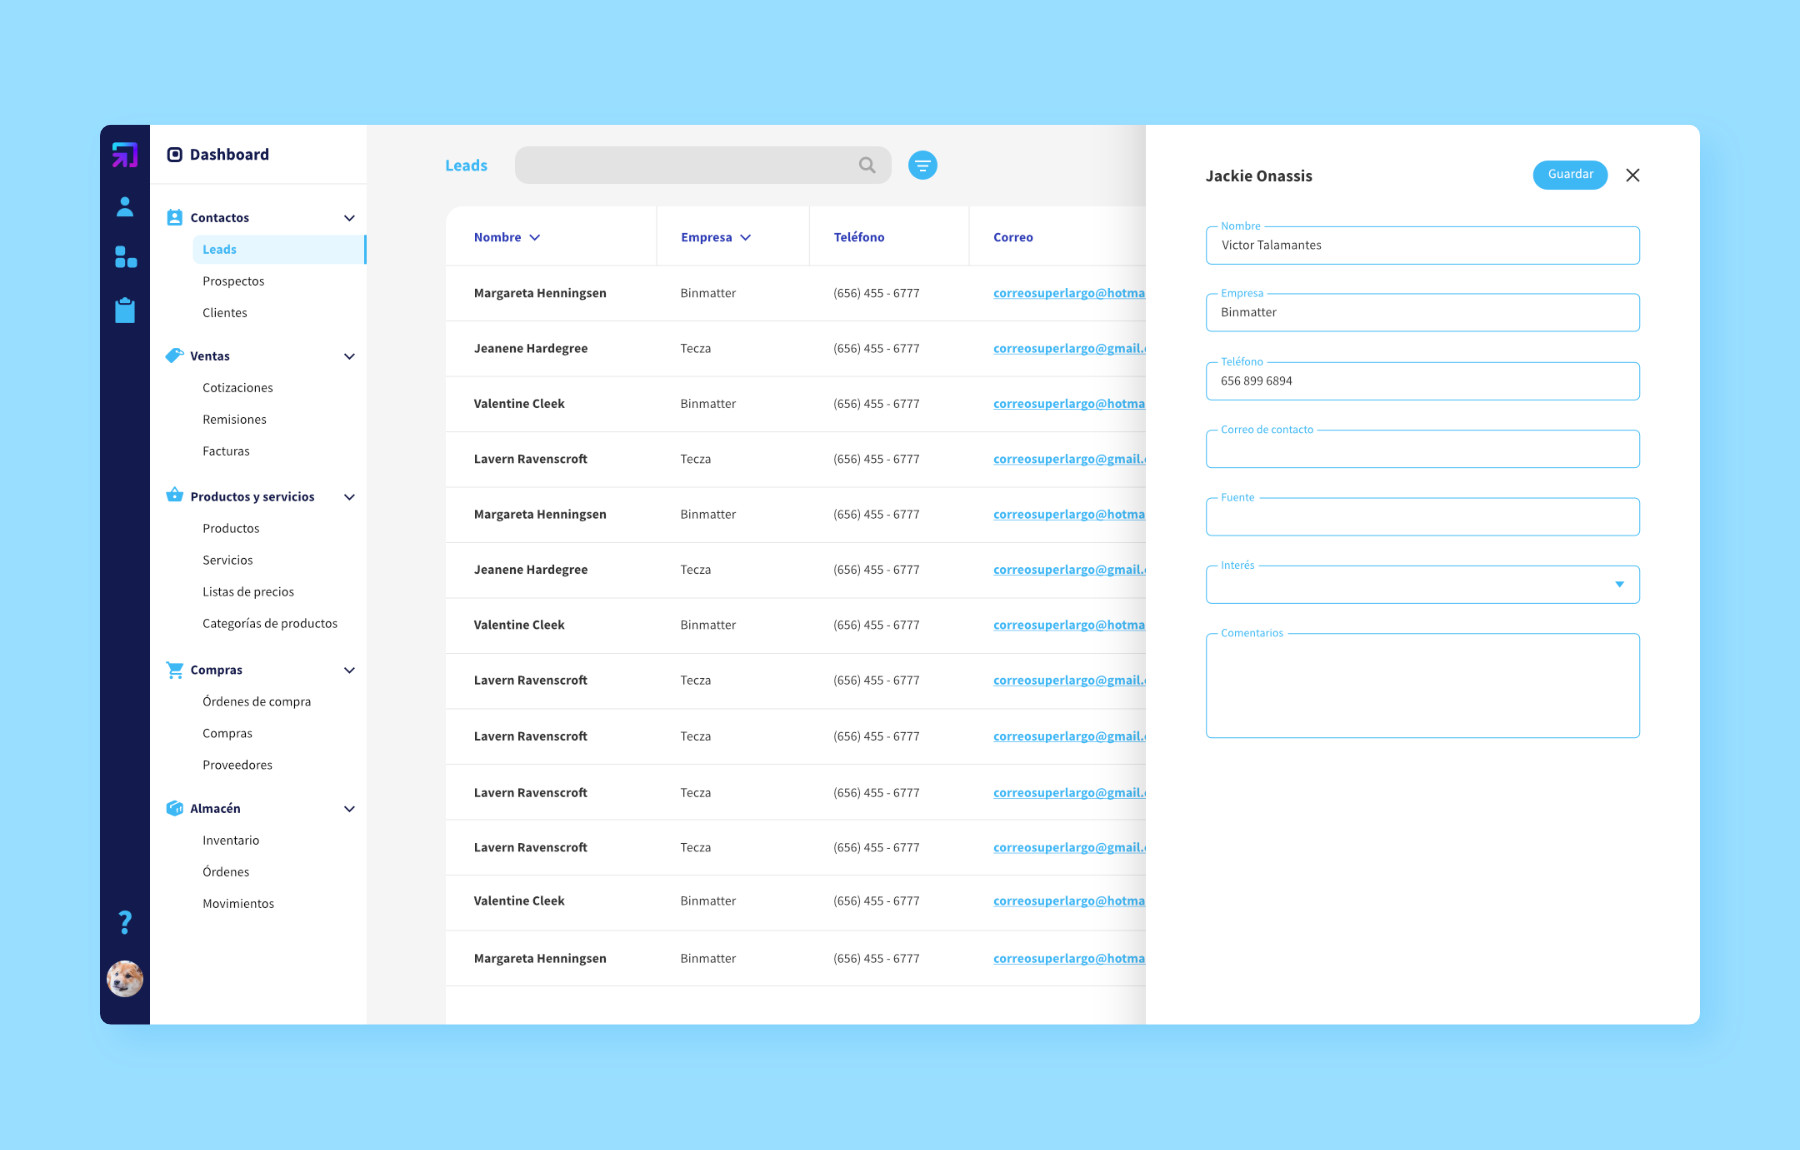 Dashboard
Contactos
Leads
Prospectos
Clientes
Ventas
Cotizaciones
Remisiones
Facturas
Productos y servicios
Productos
Servicios
Listas de precios
Categorías de productos
Compras
Órdenes de compra
Compras
Proveedores
Almacén
Inventario
Órdenes
Movimientos
?
Leads
Nombre Empresa Teléfono Correo
Margareta Henningsen Binmatter (656) 455 - 6777 correosuperlargo@hotma
Jeanene Hardegree Tecza (656) 455 - 6777 correosuperlargo@gmail.
Valentine Cleek Binmatter (656) 455 - 6777 correosuperlargo@hotma
Lavern Ravenscroft Tecza (656) 455 - 6777 correosuperlargo@gmail.
Margareta Henningsen Binmatter (656) 455 - 6777 correosuperlargo@hotma
Jeanene Hardegree Tecza (656) 455 - 6777 correosuperlargo@gmail.
Valentine Cleek Binmatter (656) 455 - 6777 correosuperlargo@hotma
Lavern Ravenscroft Tecza (656) 455 - 6777 correosuperlargo@gmail.
Lavern Ravenscroft Tecza (656) 455 - 6777 correosuperlargo@gmail.
Lavern Ravenscroft Tecza (656) 455 - 6777 correosuperlargo@gmail.
Lavern Ravenscroft Tecza (656) 455 - 6777 correosuperlargo@gmail.
Valentine Cleek Binmatter (656) 455 - 6777 correosuperlargo@hotma
Margareta Henningsen Binmatter (656) 455 - 6777 correosuperlargo@hotma
Jackie Onassis
Guardar
Nombre
Victor Talamantes
Empresa
Binmatter
Teléfono
656 899 6894
Correo de contacto
Fuente
Interés
Comentarios